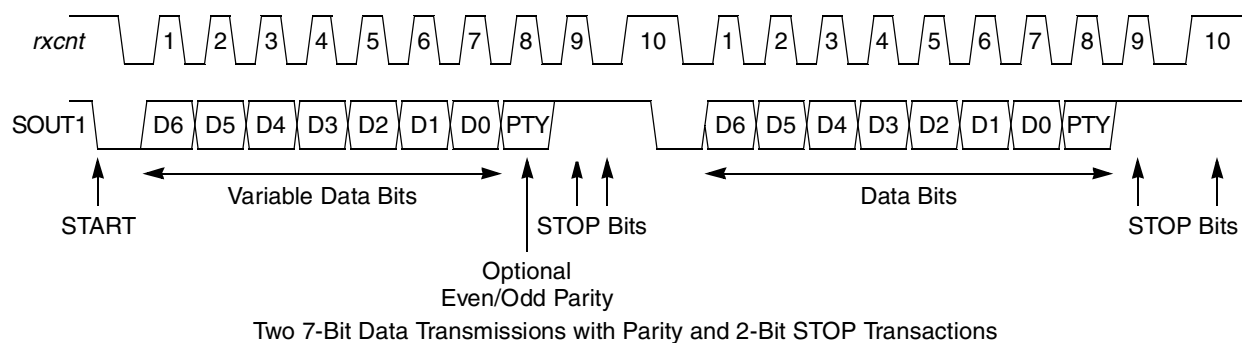 rxcnt 1 2 3 4 5 6 7 8 9 10 1 2 3 4 5 6 7 8 9 10
SOUT1 D6 D5 D4 D3 D2 D1 D0 PTY D6 D5 D4 D3 D2 D1 D0 PTY
Variable Data Bits Data Bits
START STOP Bits STOP Bits
Optional
Even/Odd Parity
Two 7-Bit Data Transmissions with Parity and 2-Bit STOP Transactions